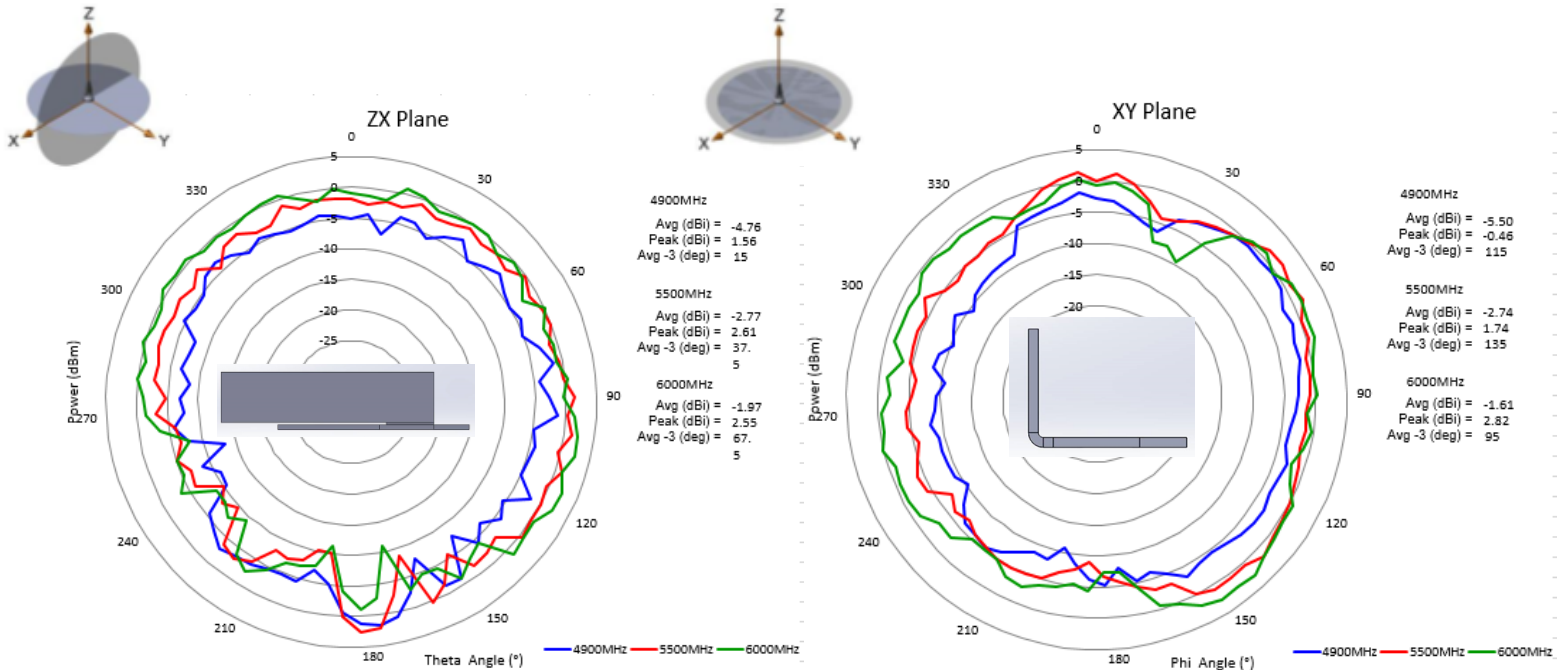 Z
X
Y
ZX Plane
0
30
60
90
120
150
180
210
240
270
300
330
5
0
-5
-10
-15
-20
-25
Power (dBm)
Theta Angle (°)
4900MHz
5500MHz
6000MHz
4900MHz
Avg (dBi) = -4.76
Peak (dBi) = 1.56
Avg -3 (deg) = 15
5500MHz
Avg (dBi) = -2.77
Peak (dBi) = 2.61
Avg -3 (deg) = 37.
5
6000MHz
Avg (dBi) = -1.97
Peak (dBi) = 2.55
Avg -3 (deg) = 67.
5
Z
X
Y
XY Plane
0
30
60
90
120
150
180
210
240
270
300
330
5
0
-5
-10
-15
-20
Power (dBm)
Phi Angle (°)
4900MHz
5500MHz
6000MHz
4900MHz
Avg (dBi) = -5.50
Peak (dBi) = -0.46
Avg -3 (deg) = 115
5500MHz
Avg (dBi) = -2.74
Peak (dBi) = 1.74
Avg -3 (deg) = 135
6000MHz
Avg (dBi) = -1.61
Peak (dBi) = 2.82
Avg -3 (deg) = 95